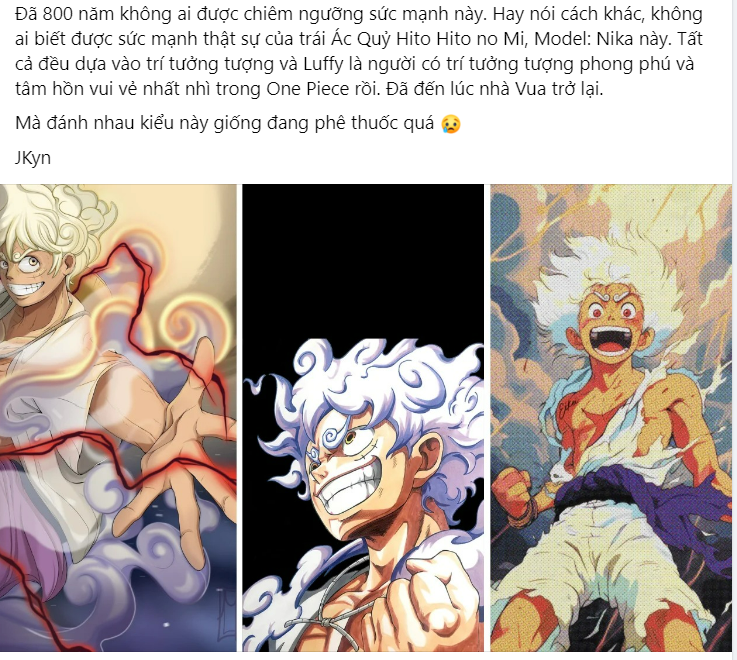 Đã 800 năm không ai được chiêm ngưỡng sức mạnh này. Hay nói cách khác, không
ai biết được sức mạnh thật sự của trái Ác Quỷ Hito Hito no Mi, Model: Nika này. Tất
cả đều dựa vào trí tưởng tượng và Luffy là người có trí tưởng tượng phong phú và
tâm hồn vui vẻ nhất nhì trong One Piece rồi. Đã đến lúc nhà Vua trở lại.
Mà đánh nhau kiểu này giống đang phê thuốc quá 😥
JKyn